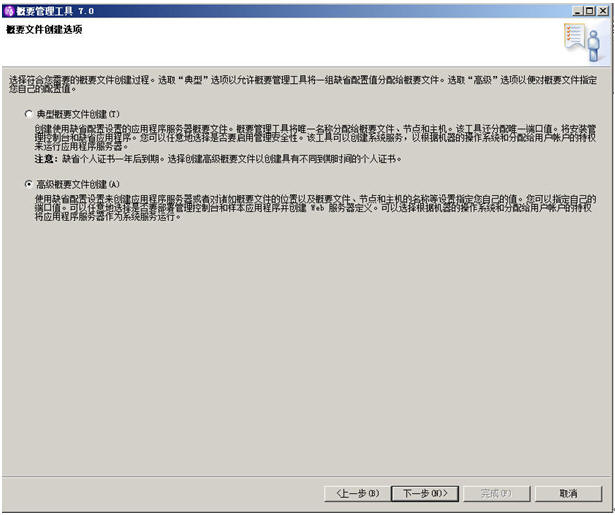 概要管理工具 7.0
概要文件创建选项
选择符合您需要的概要文件创建过程。选取“典型”选项以允许概要管理工具将一组缺省配置值分配给概要文件。选取“高级”选项以便对概要文件指定
您自己的配置值。
典型概要文件创建(T)
创建使用缺省配置设置的应用程序服务器概要文件。概要管理工具将唯一名称分配给概要文件、节点和主机。该工具还分配唯一端口值。将安装管
理控制台和缺省应用程序。您可以任意地选择是否要启用管理安全性。该工具可以创建系统服务，以根据机器的操作系统和分配给用户帐户的特权
来运行应用程序服务器。
注意：缺省个人证书一年后到期。选择创建高级概要文件以创建具有不同到期时间的个人证书。
高级概要文件创建(A)
使用缺省配置设置来创建应用程序服务器或者对诸如概要文件的位置以及概要文件、节点和主机的名称等设置指定您自己的值。您可以指定自己的
端口值。可以任意地选择是否要部署管理控制台和样本应用程序并创建 Web 服务器定义。可以选择根据机器的操作系统和分配给用户帐户的特权
将应用程序服务器作为系统服务运行。
<上一步(B)
下一步(N)>
完成(F)
取消